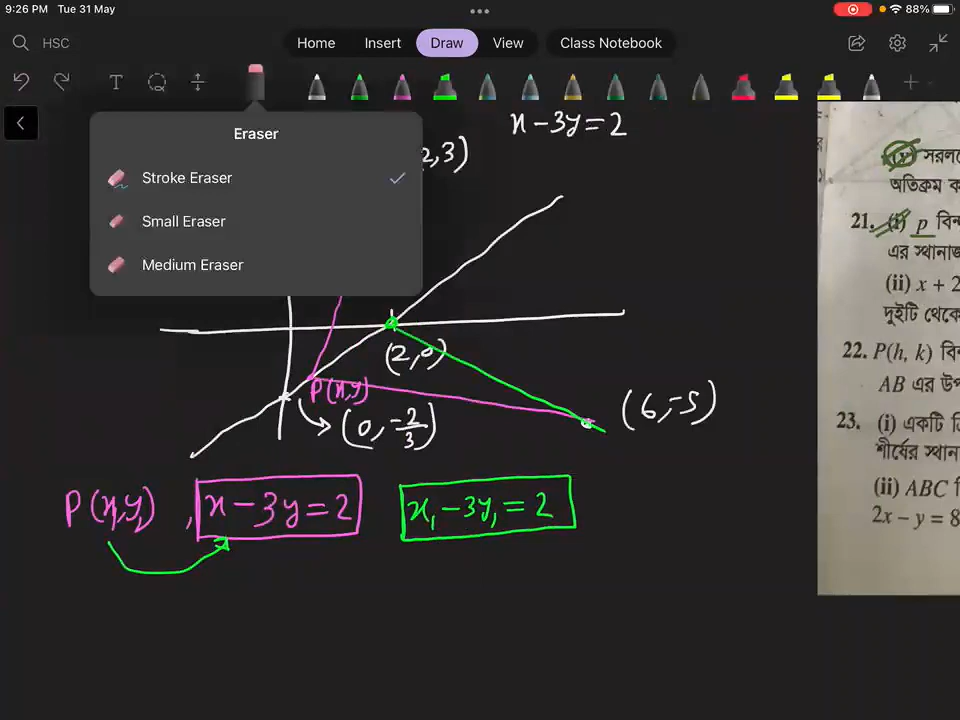 9:26 PM Tue 31 May
88%
HSC
Home Insert Draw View Class Notebook
Eraser
Stroke Eraser
Small Eraser
Medium Eraser
x-3y=2
2,3)
(2,0)
P(x,y)
(0,-2/3)
(6,-5)
P(x₁,y₁), x-3y=2
x₁-3y₁=2
অতিক্রম ক
21. (i) p বিন
এর স্থানাঙ্
(ii) x + 2
দুইটি থেকে
22. P(h, k) বি
AB এর উপ
23. (i) একটি ত্রি
শীর্ষের স্থান
(ii) ABC ি
2x – y = 8